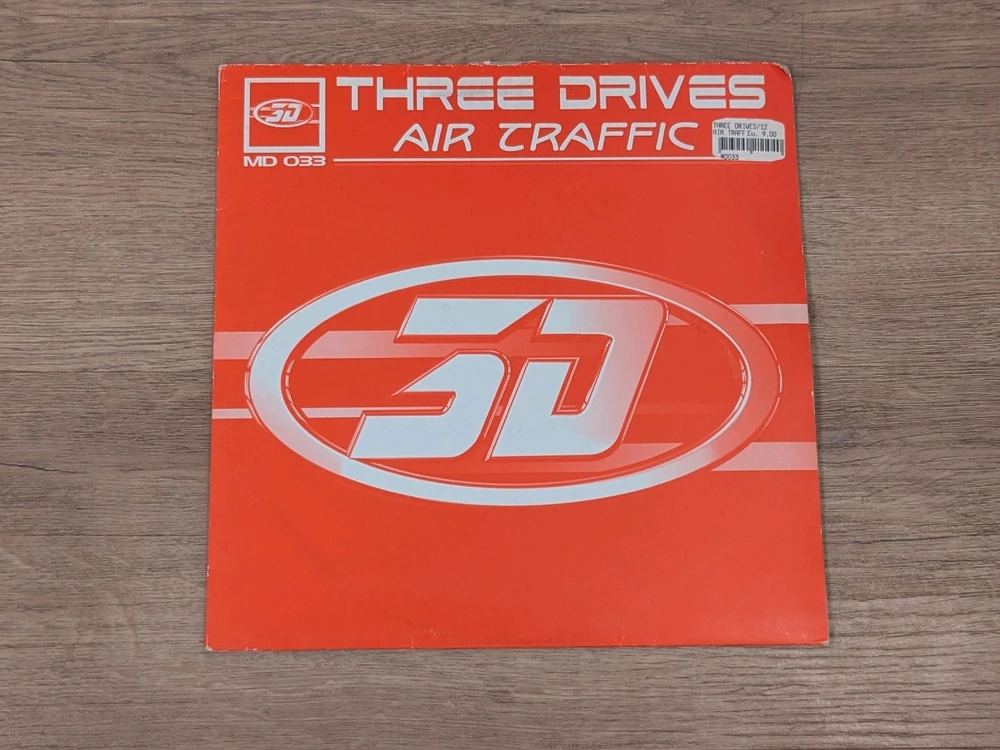 3D
THREE DRIVES
AIR TRAFFIC
MD 033
THREE DRIVES/12
AIR TRAFF Eu. 9.00
MD033
3D